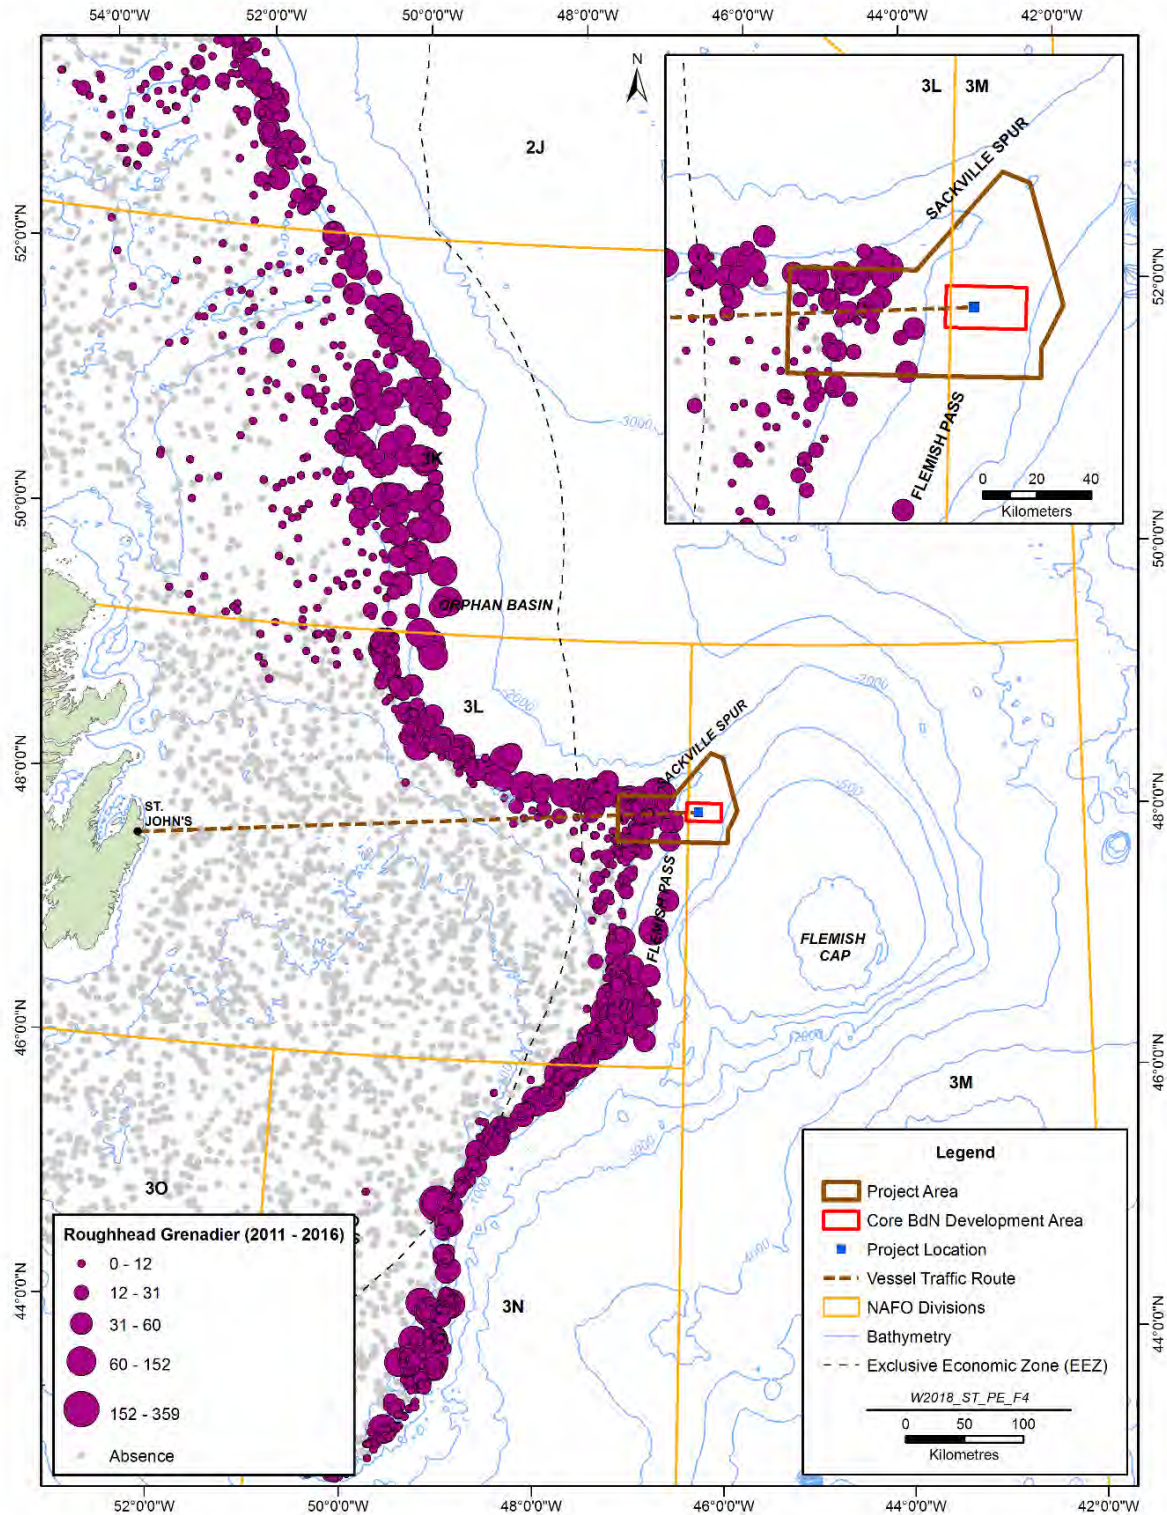 54°0'0"W 52°0'0"W 50°0'0"W 48°0'0"W 46°0'0"W 44°0'0"W 42°0'0"W
N
2J
3L 3M
SACKVILLE SPUR
FLEMISH PASS
0 20 40
Kilometers
52°0'0"N
52°0'0"N
-3000
3K
50°0'0"N
50°0'0"N
ORPHAN BASIN
-2000
3L
-2000
SACKVILLE SPUR
48°0'0"N
48°0'0"N
-500
ST.
JOHN'S
FLEMISH PASS
FLEMISH
CAP
46°0'0"N
46°0'0"N
-2000
3M
-3000
3O
-4000
44°0'0"N
44°0'0"N
3N
Roughhead Grenadier (2011 - 2016)
0 - 12
12 - 31
31 - 60
60 - 152
152 - 359
Absence
Legend
Project Area
Core BdN Development Area
Project Location
Vessel Traffic Route
NAFO Divisions
Bathymetry
Exclusive Economic Zone (EEZ)
W2018_ST_PE_F4
0 50 100
Kilometres
52°0'0"W 50°0'0"W 48°0'0"W 46°0'0"W 44°0'0"W 42°0'0"W